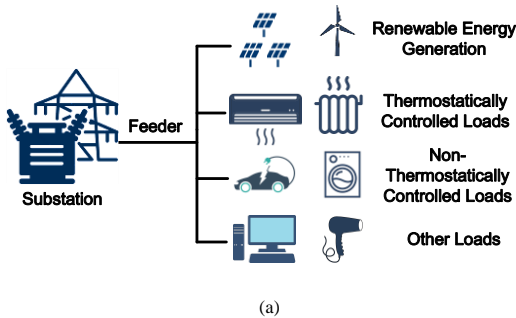 Renewable Energy
Generation
Thermostatically
Controlled Loads
Feeder
Non-
Thermostatically
Controlled Loads
Substation
Other Loads
(a)